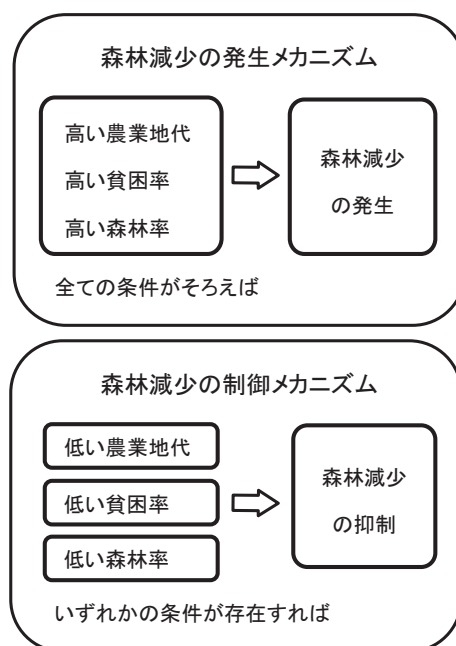 森林減少の発生メカニズム
高い農業地代
高い貧困率
高い森林率
森林減少
の発生
全ての条件がそろえば
森林減少の制御メカニズム
低い農業地代
低い貧困率
低い森林率
森林減少
の抑制
いずれかの条件が存在すれば